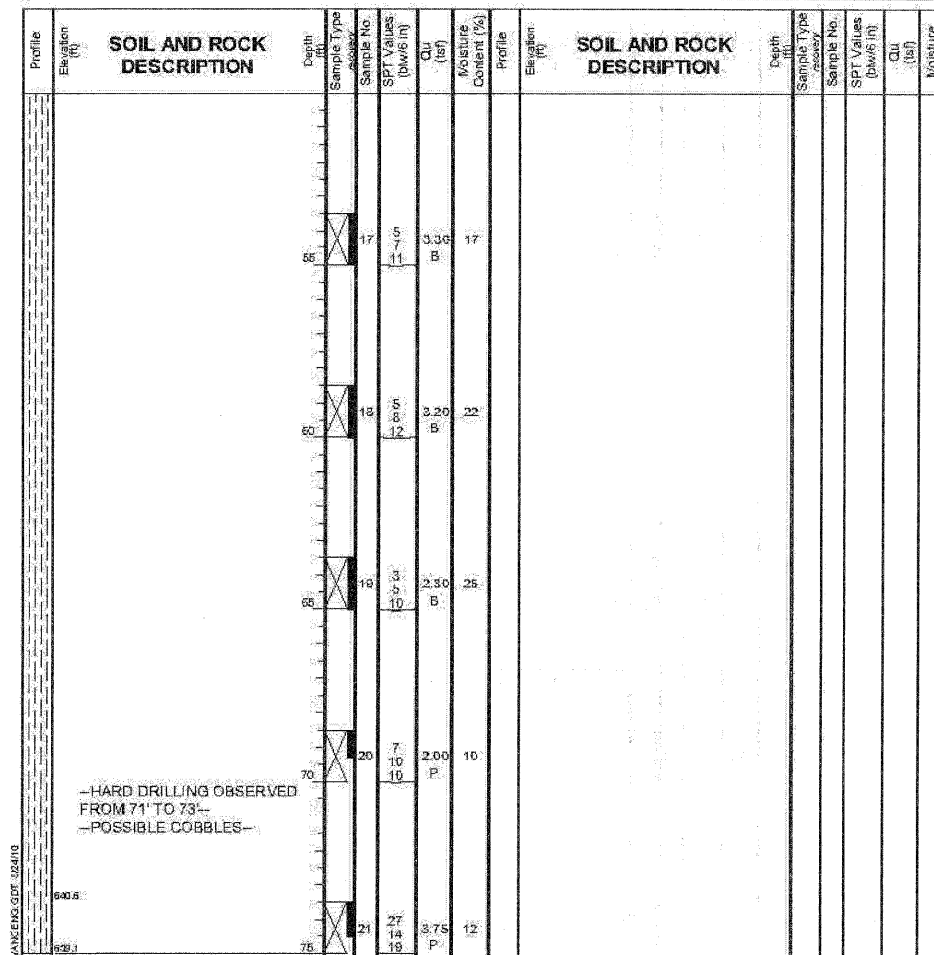 Profile
Elevation
(ft)
SOIL AND ROCK
DESCRIPTION
Depth
(ft)
Sample Type
recovery
Sample No.
SPT Values
(blw/6 in)
Qu
(tsf)
Moisture
Content (%)
Profile
Elevation
(ft)
SOIL AND ROCK
DESCRIPTION
Depth
(ft)
Sample Type
recovery
Sample No.
SPT Values
(blw/6 in)
Qu
(tsf)
Moisture
55
17
5
7
11
3.30
B
17
60
18
5
8
12
3.20
B
22
65
19
3
5
10
2.30
B
25
70
20
7
10
2.00
P
10
--HARD DRILLING OBSERVED
FROM 71' TO 73'--
--POSSIBLE COBBLES--
640.6
75
21
27
14
19
3.75
P
12